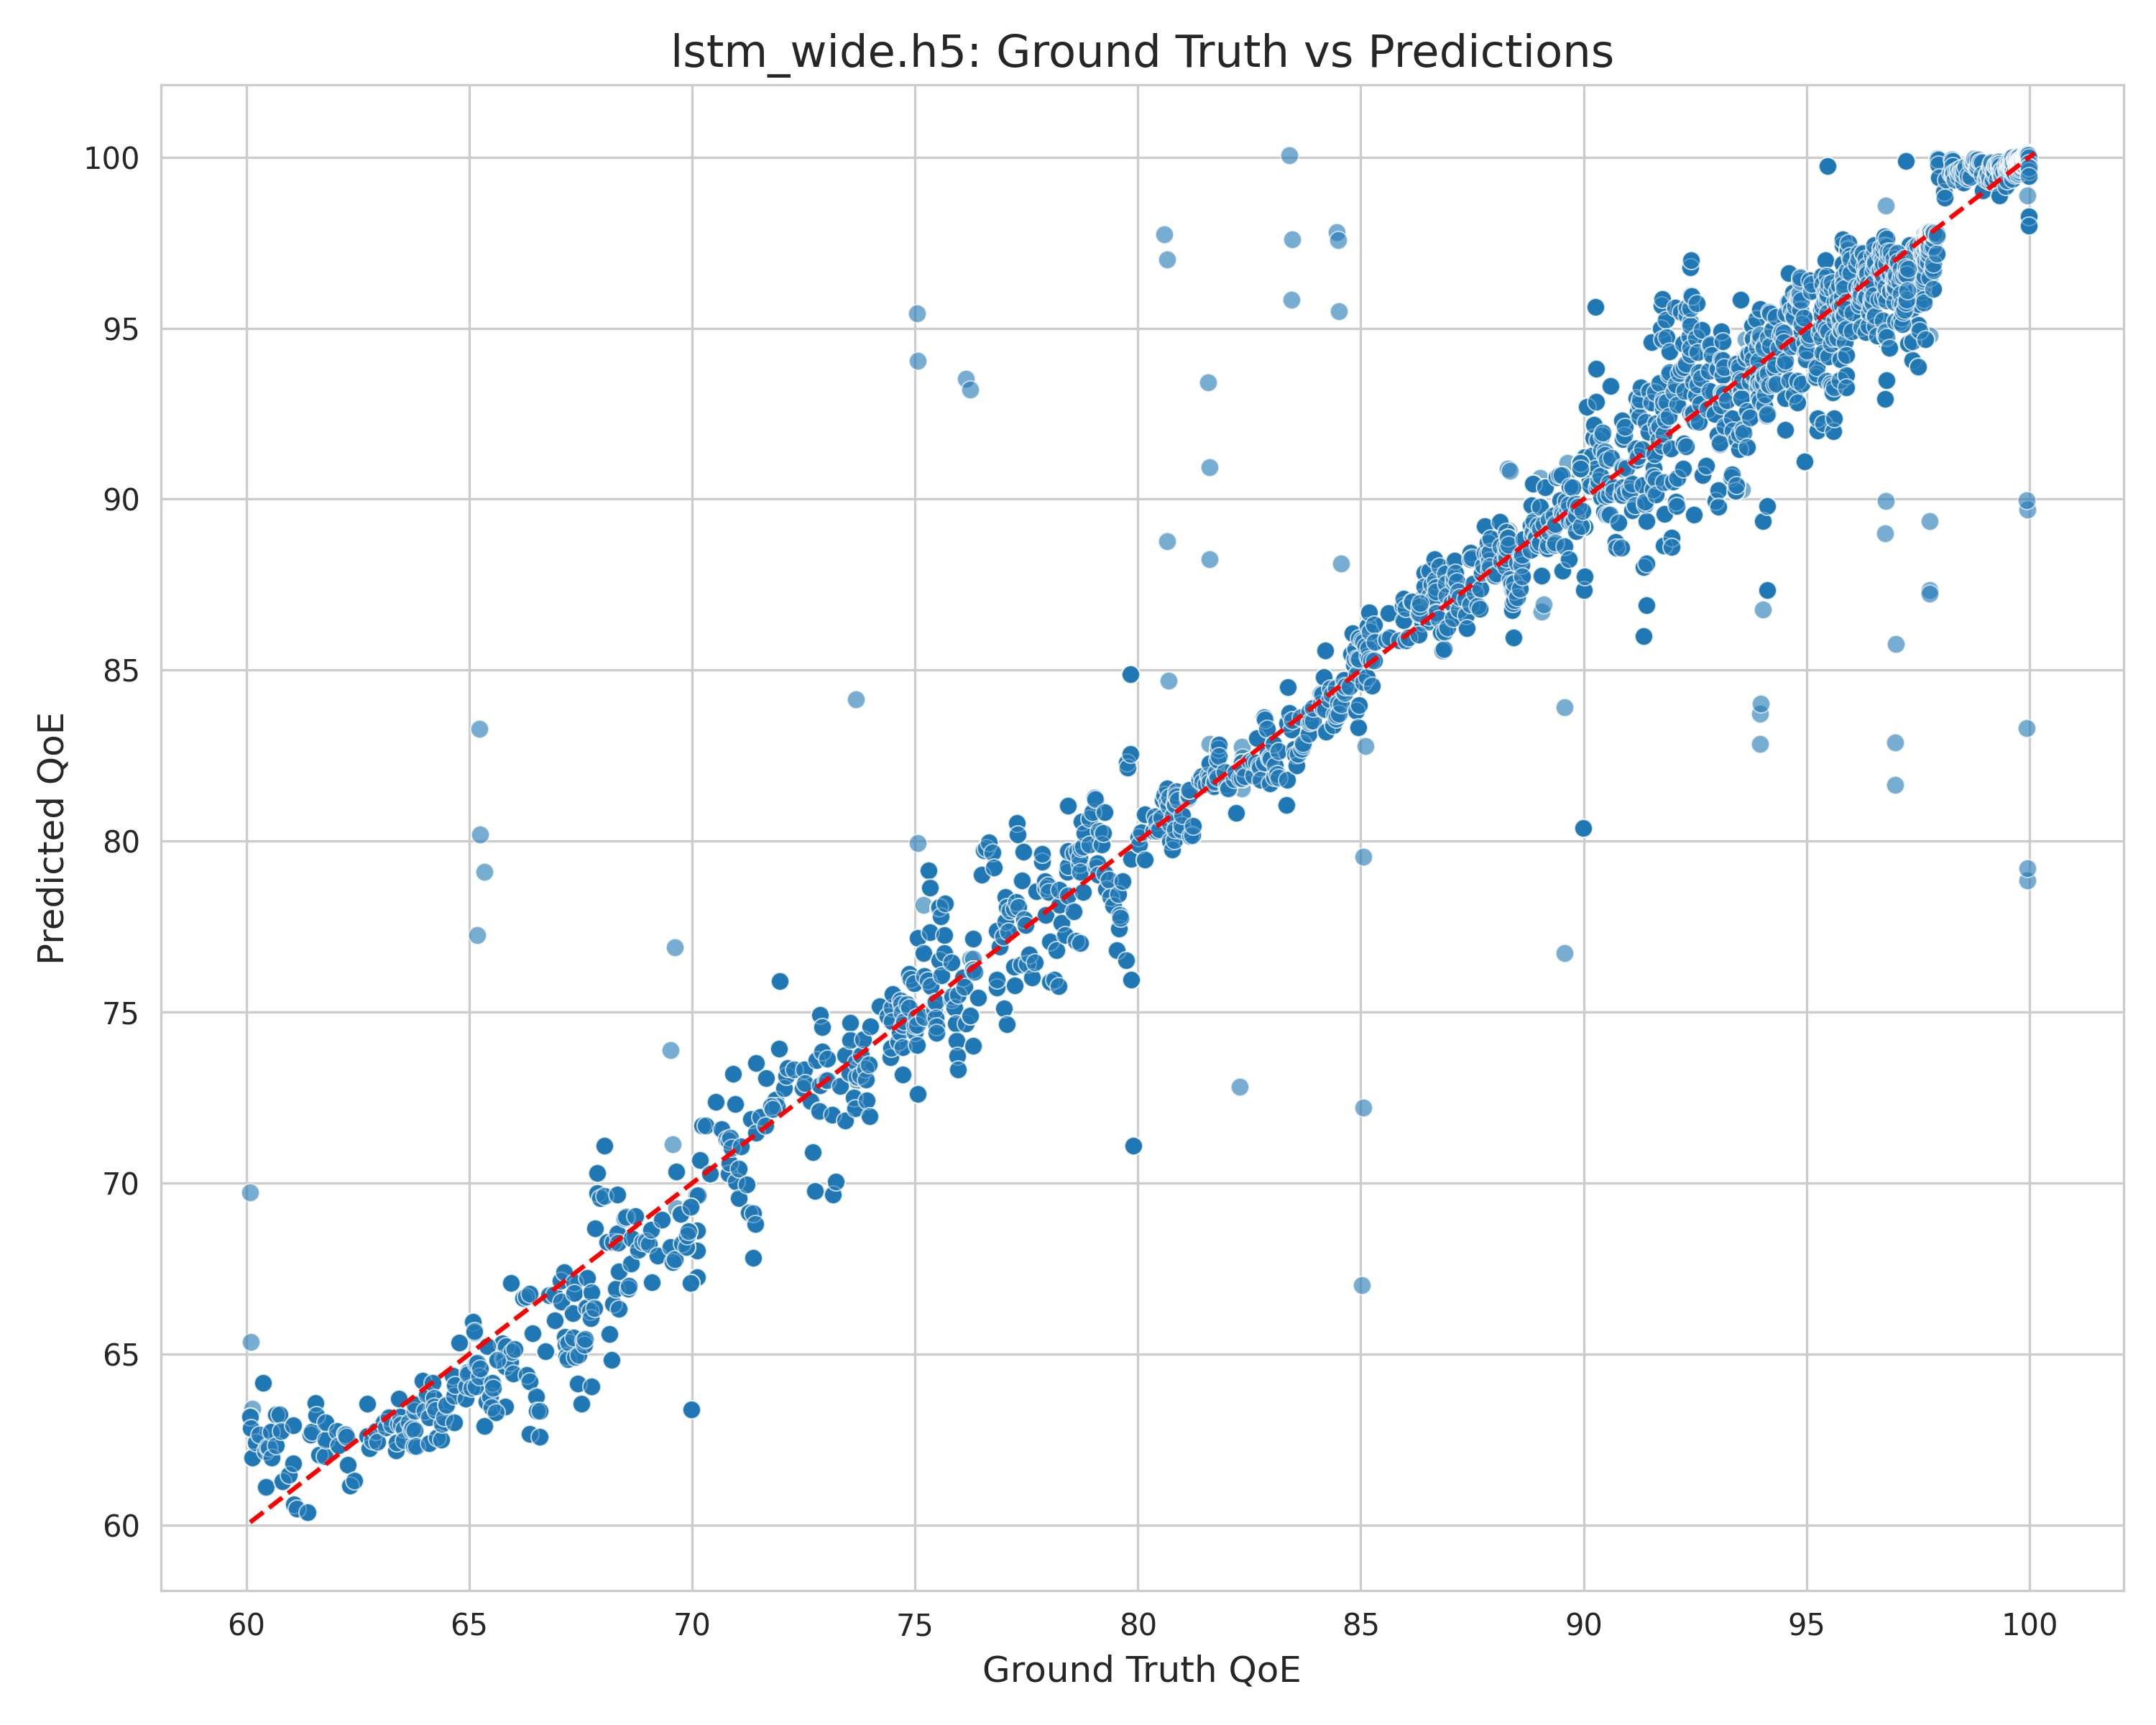 lstm_wide.h5: Ground Truth vs Predictions
100
95
90
85
80
75
70
65
60
Predicted QoE
60 65 70 75 80 85 90 95 100
Ground Truth QoE